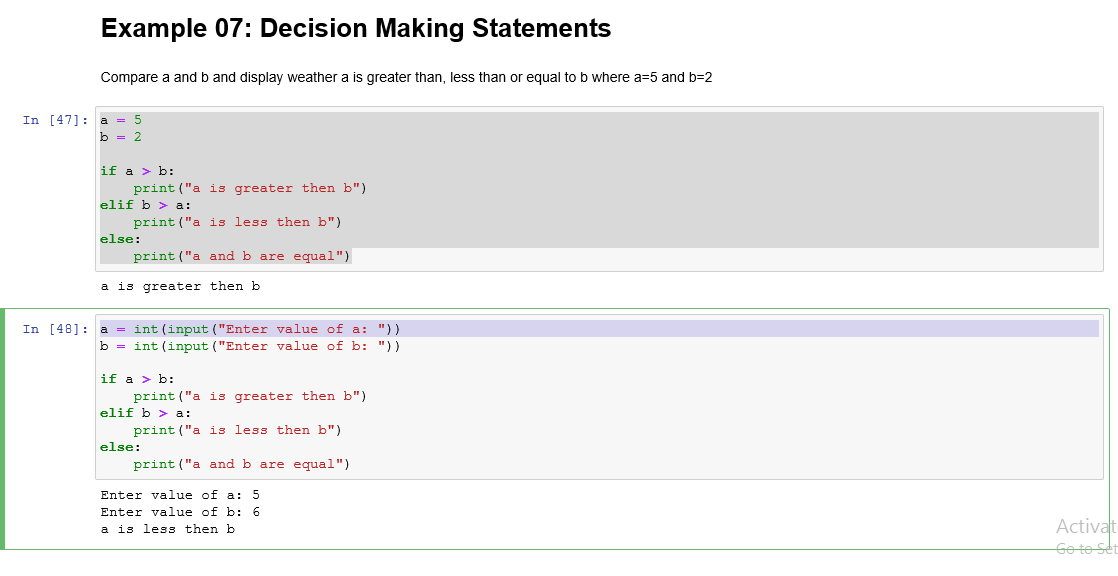 Example 07: Decision Making Statements
Compare a and b and display weather a is greater than, less than or equal to b where a=5 and b=2
In [47]: a = 5
b = 2
if a > b:
    print("a is greater then b")
elif b > a:
    print("a is less then b")
else:
    print("a and b are equal")
a is greater then b
In [48]: a = int(input("Enter value of a: "))
b = int(input("Enter value of b: "))
if a > b:
    print("a is greater then b")
elif b > a:
    print("a is less then b")
else:
    print("a and b are equal")
Enter value of a: 5
Enter value of b: 6
a is less then b
Activat
Go to Set